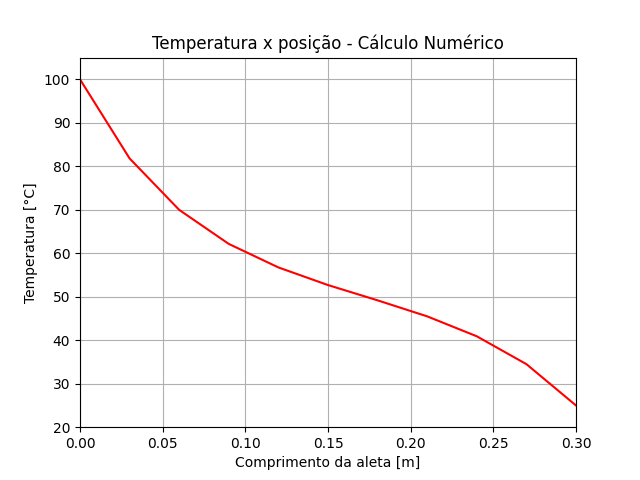 Temperatura x posição - Cálculo Numérico
100
90
80
70
60
50
40
30
20
Temperatura [°C]
0.00 0.05 0.10 0.15 0.20 0.25 0.30
Comprimento da aleta [m]